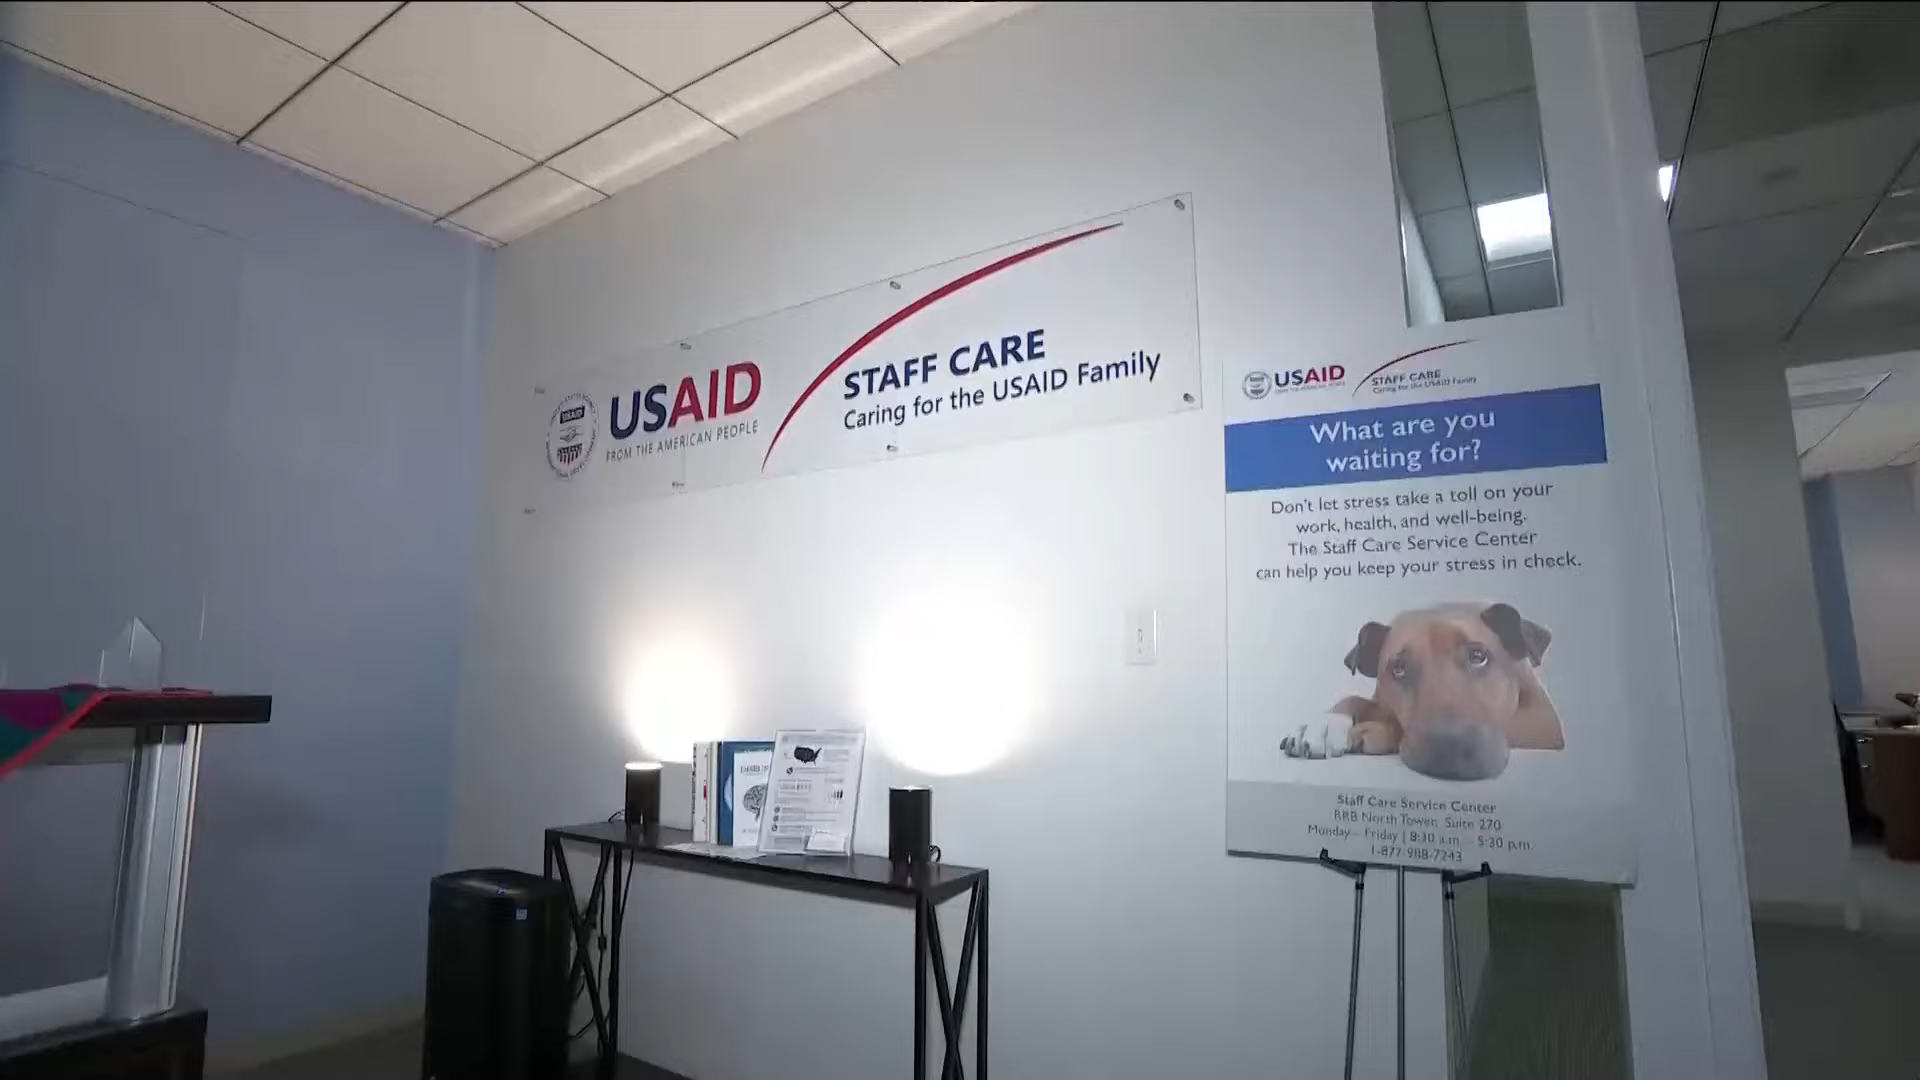 USAID
FROM THE AMERICAN PEOPLE
STAFF CARE
Caring for the USAID Family
USAID
STAFF CARE
Caring for the USAID Family
What are you
waiting for?
Don't let stress take a toll on your
work, health, and well-being.
The Staff Care Service Center
can help you keep your stress in check.
Staff Care Service Center
RRB North Tower, Suite 270
Monday - Friday | 8:30 a.m. - 5:30 p.m.
1-877-988-7243